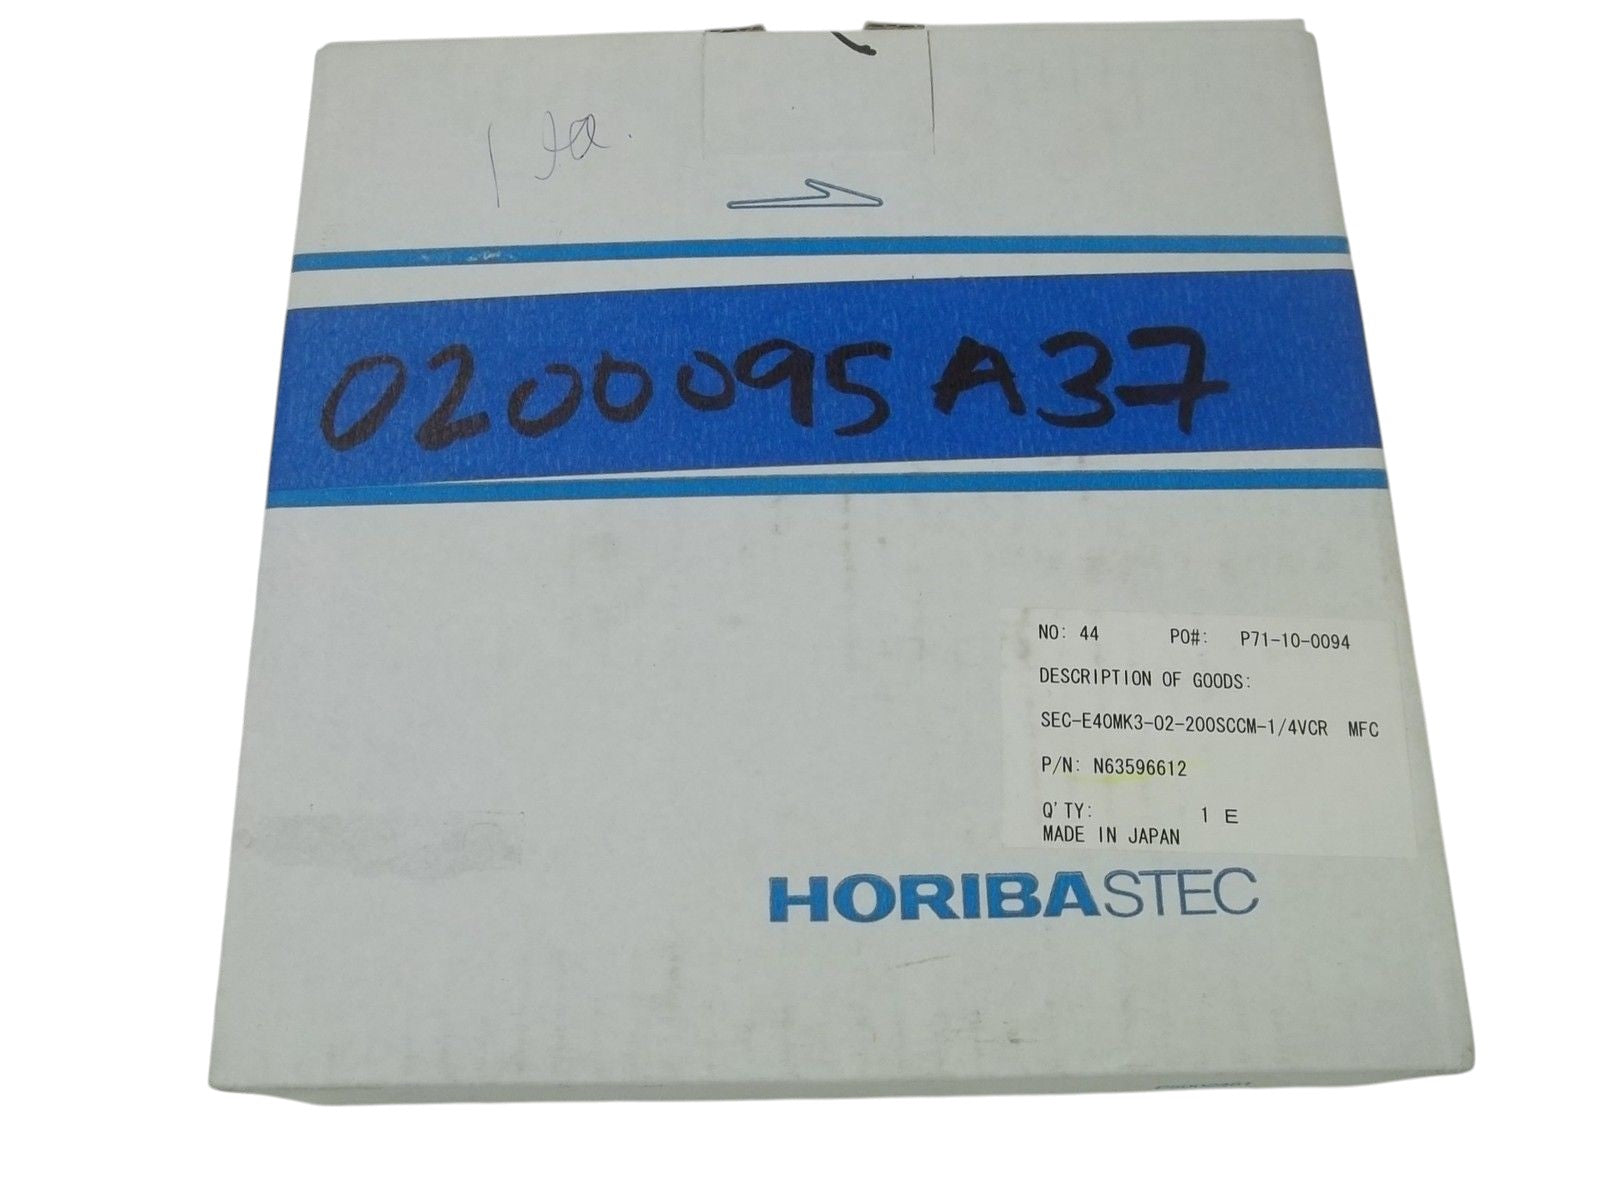 1 ea.
0200095A37
NO: 44 PO#: P71-10-0094
DESCRIPTION OF GOODS:
SEC-E40MK3-02-200SCCM-1/4VCR MFC
P/N: N63596612
Q'TY: 1 E
MADE IN JAPAN
HORIBASTEC